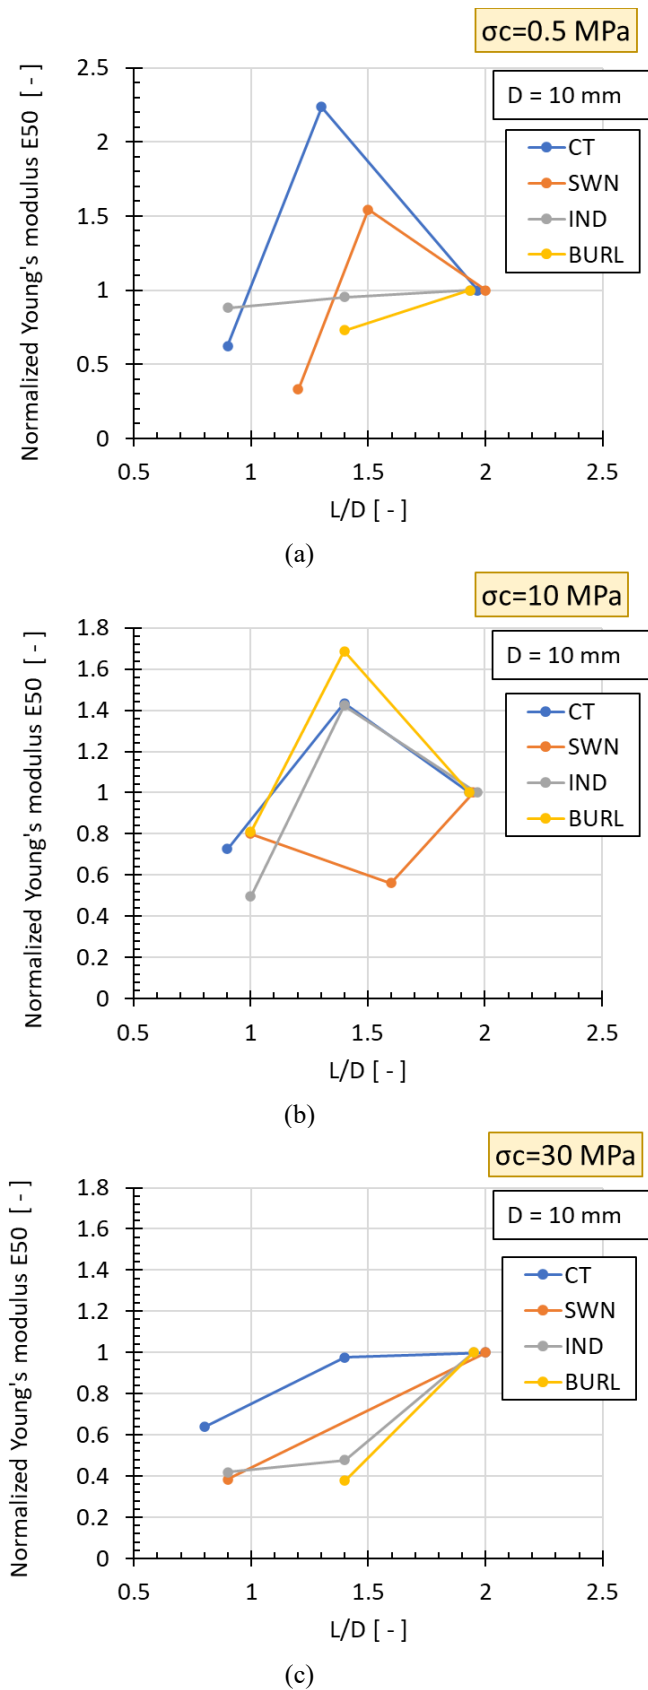 σc=0.5 MPa
D = 10 mm
Normalized Young's modulus E50 [ - ]
2.5
2
1.5
1
0.5
0
CT
SWN
IND
BURL
0.5 1 1.5 2 2.5
L/D [ - ]
(a)
σc=10 MPa
D = 10 mm
Normalized Young's modulus E50 [ - ]
1.8
1.6
1.4
1.2
1
0.8
0.6
0.4
0.2
0
CT
SWN
IND
BURL
0.5 1 1.5 2 2.5
L/D [ - ]
(b)
σc=30 MPa
D = 10 mm
Normalized Young's modulus E50 [ - ]
1.8
1.6
1.4
1.2
1
0.8
0.6
0.4
0.2
0
CT
SWN
IND
BURL
0.5 1 1.5 2 2.5
L/D [ - ]
(c)